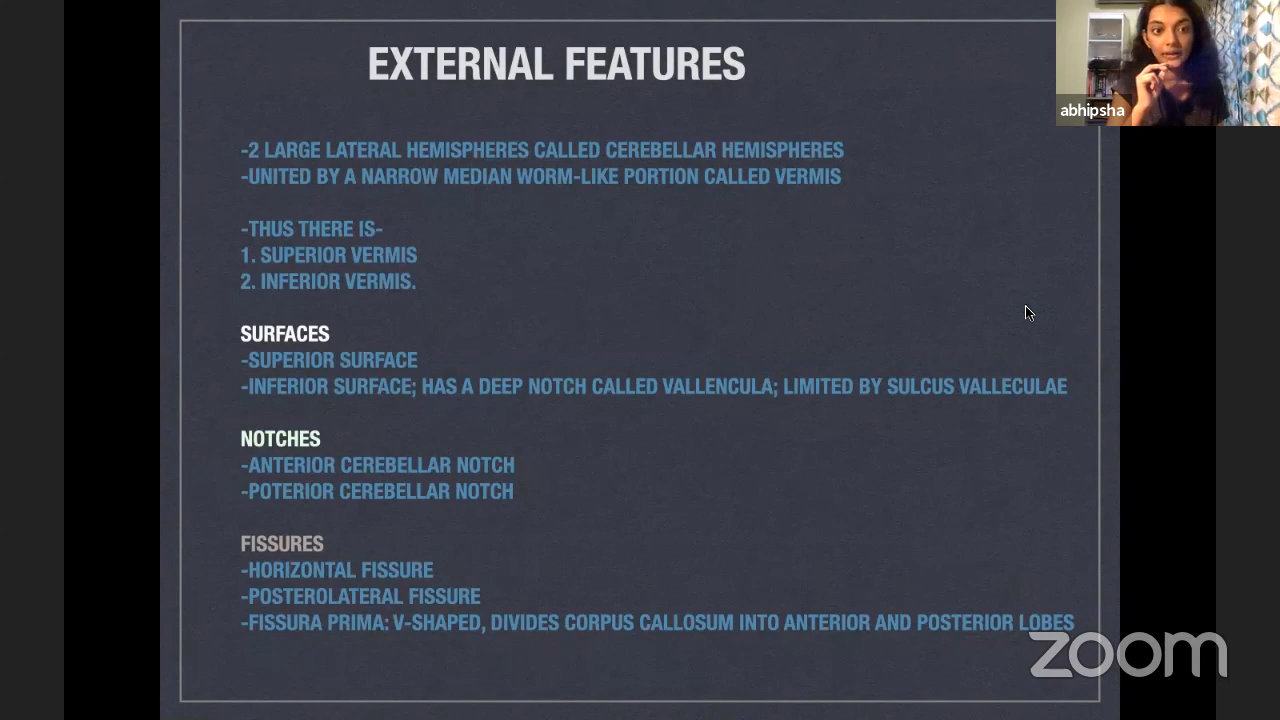 EXTERNAL FEATURES
abhipsha
-2 LARGE LATERAL HEMISPHERES CALLED CEREBELLAR HEMISPHERES
-UNITED BY A NARROW MEDIAN WORM-LIKE PORTION CALLED VERMIS
-THUS THERE IS-
1. SUPERIOR VERMIS
2. INFERIOR VERMIS.
SURFACES
-SUPERIOR SURFACE
-INFERIOR SURFACE; HAS A DEEP NOTCH CALLED VALLENCULA; LIMITED BY SULCUS VALLECULAE
NOTCHES
-ANTERIOR CEREBELLAR NOTCH
-POTERIOR CEREBELLAR NOTCH
FISSURES
-HORIZONTAL FISSURE
-POSTEROLATERAL FISSURE
-FISSURA PRIMA: V-SHAPED, DIVIDES CORPUS CALLOSUM INTO ANTERIOR AND POSTERIOR LOBES
zoom